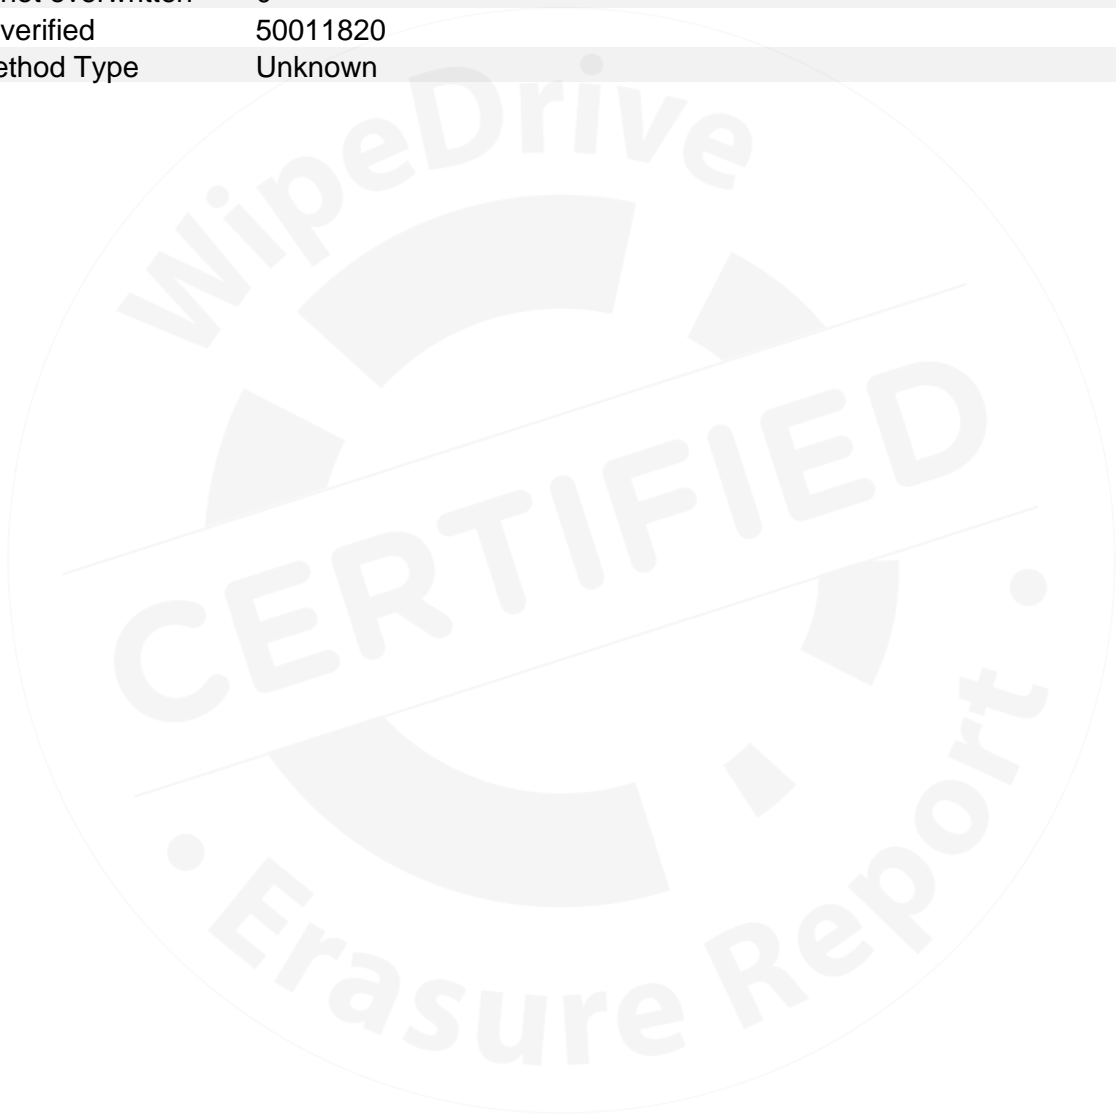 verified 50011820
ethod Type Unknown
WipeDrive
CERTIFIED
• Erasure Report •